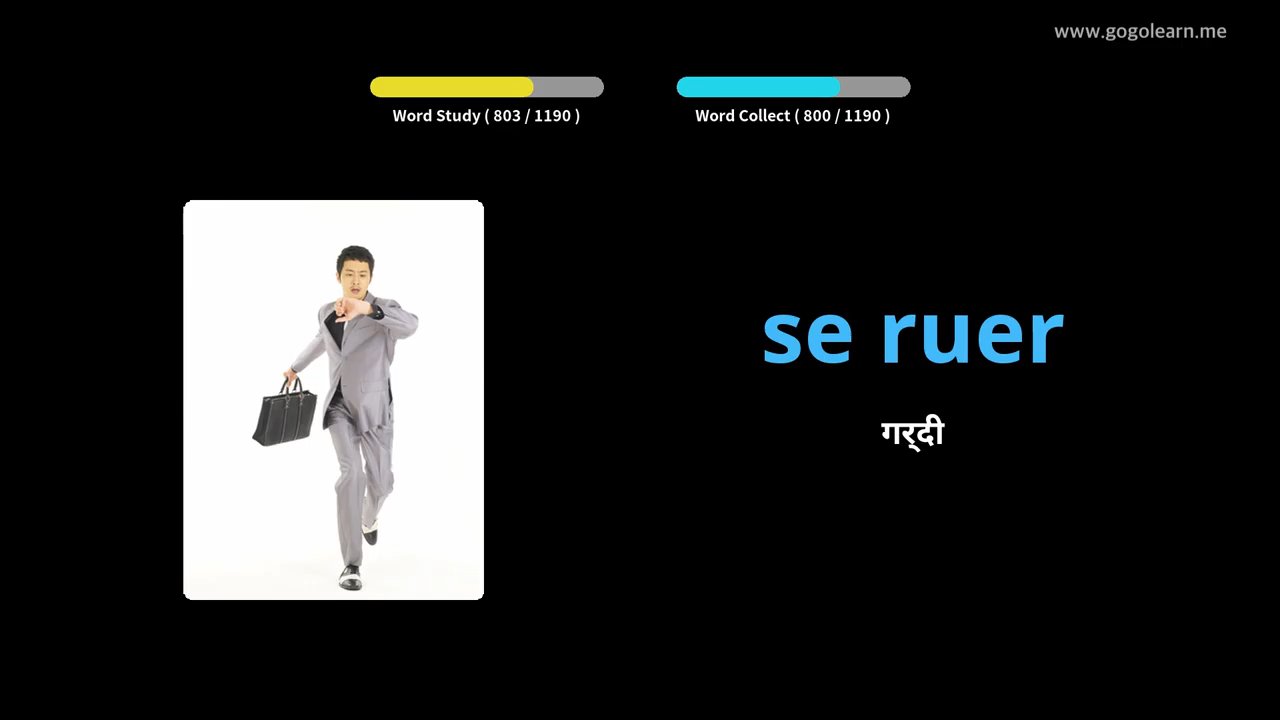 www.gogolearn.me
Word Study ( 803 / 1190 )
Word Collect ( 800 / 1190 )
se ruer
गर्‍दी